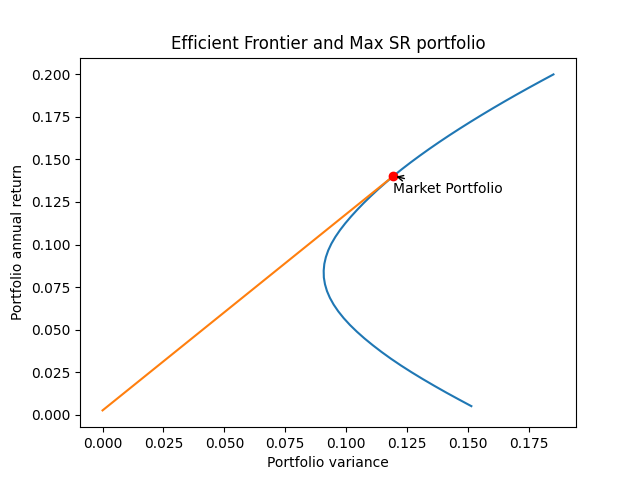 Efficient Frontier and Max SR portfolio
Portfolio annual return
0.200
0.175
0.150
0.125
0.100
0.075
0.050
0.025
0.000
Market Portfolio
0.000 0.025 0.050 0.075 0.100 0.125 0.150 0.175
Portfolio variance